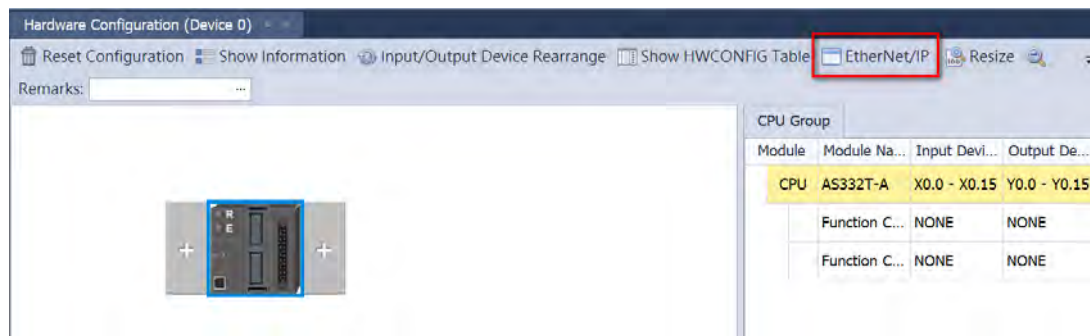 Hardware Configuration (Device 0)
Reset Configuration Show Information Input/Output Device Rearrange Show HWCONFIG Table EtherNet/IP Resize
Remarks: ...
CPU Group
Module Module Na... Input Devi... Output De...
CPU AS332T-A X0.0 - X0.15 Y0.0 - Y0.15
Function C... NONE NONE
Function C... NONE NONE
R
E
+ +